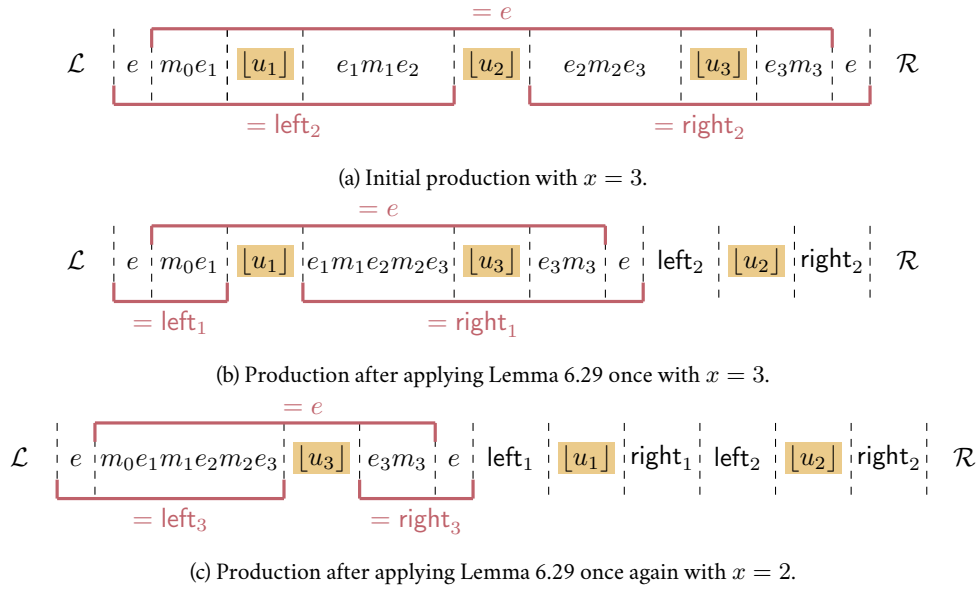 = e
ℒ e m₀e₁ ⌊u₁⌋ e₁m₁e₂ ⌊u₂⌋ e₂m₂e₃ ⌊u₃⌋ e₃m₃ e ℛ
= left₂ = right₂
(a) Initial production with x = 3.
= e
ℒ e m₀e₁ ⌊u₁⌋ e₁m₁e₂m₂e₃ ⌊u₃⌋ e₃m₃ e left₂ ⌊u₂⌋ right₂ ℛ
= left₁ = right₁
(b) Production after applying Lemma 6.29 once with x = 3.
= e
ℒ e m₀e₁m₁e₂m₂e₃ ⌊u₃⌋ e₃m₃ e left₁ ⌊u₁⌋ right₁ left₂ ⌊u₂⌋ right₂ ℛ
= left₃ = right₃
(c) Production after applying Lemma 6.29 once again with x = 2.